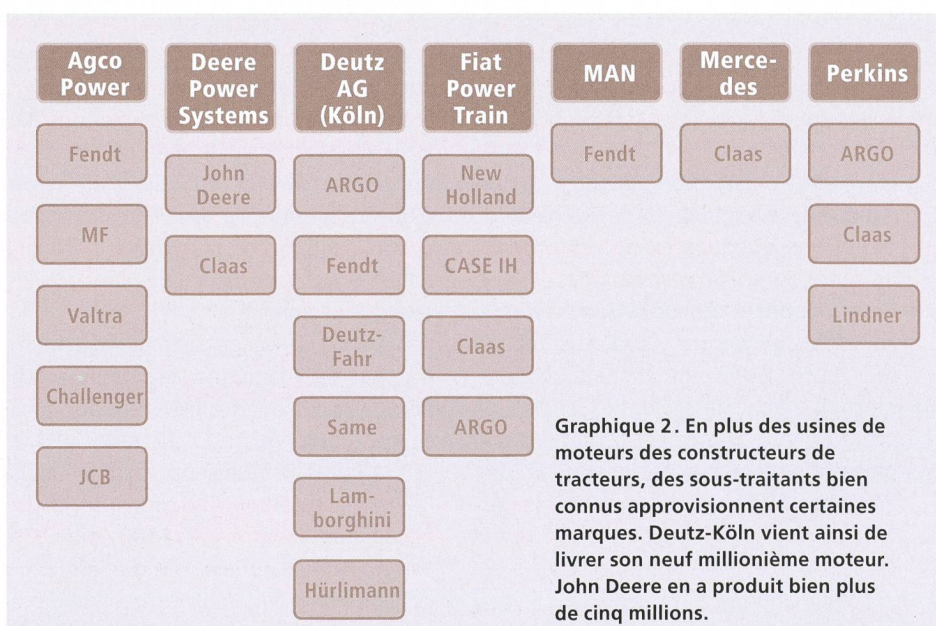 Agco
Power
Fendt
MF
Valtra
Challenger
JCB
Deere
Power
Systems
John
Deere
Claas
Deutz
AG
(Köln)
ARGO
Fendt
Deutz-
Fahr
Same
Lam-
borghini
Hürlimann
Fiat
Power
Train
New
Holland
CASE IH
Claas
ARGO
MAN
Fendt
Merce-
des
Claas
Perkins
ARGO
Claas
Lindner
Graphique 2. En plus des usines de
moteurs des constructeurs de
tracteurs, des sous-traitants bien
connus approvisionnent certaines
marques. Deutz-Köln vient ainsi de
livrer son neuf millionième moteur.
John Deere en a produit bien plus
de cinq millions.